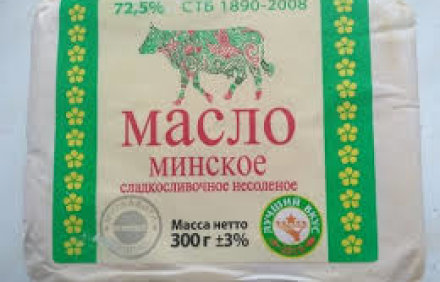 72,5% СТБ 1890-2008
МАСЛО
МИНСКОЕ
сладкосливочное несоленое
Масса нетто
300 г ±3%
ЛУЧШИЙ ВКУС